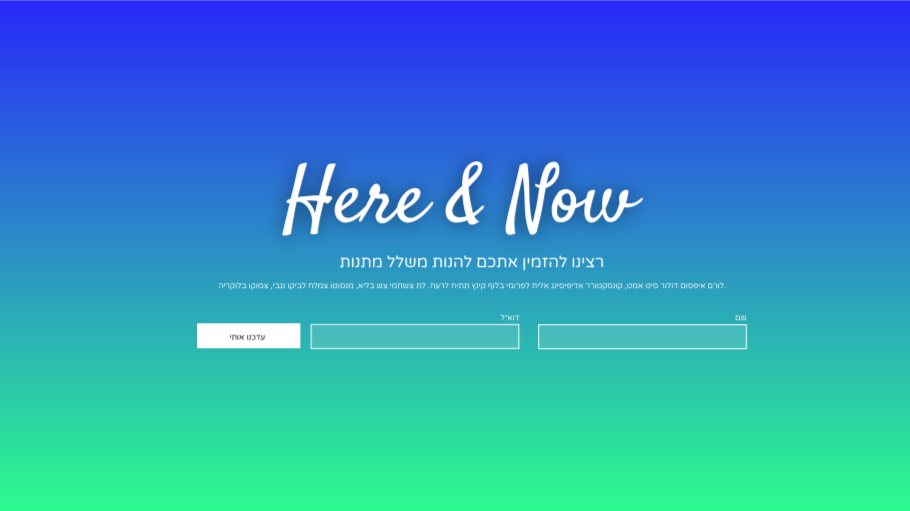 Here & Now
רצינו להזמין אתכם להנות משלל מתנות
לורם איפסום דולור סיט אמט, קונסקטורר אדיפיסינג אלית לפרומי בלוף קינץ תתיח לרעח. לת צשחמי צש בליא, מנסוטו צמלח לביקו ננבי, צמוקו בלוקריה.
שם
דוא"ל
עדכנו אותי